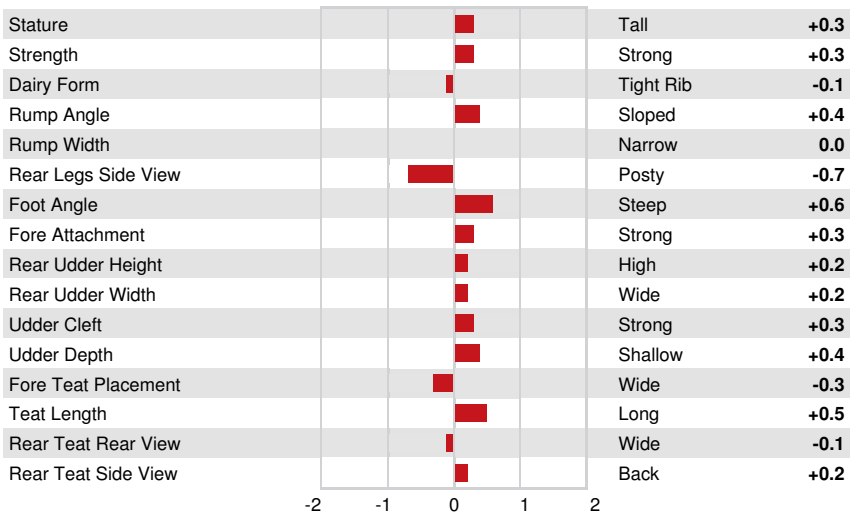 Stature Tall +0.3
Strength Strong +0.3
Dairy Form Tight Rib -0.1
Rump Angle Sloped +0.4
Rump Width Narrow 0.0
Rear Legs Side View Posty -0.7
Foot Angle Steep +0.6
Fore Attachment Strong +0.3
Rear Udder Height High +0.2
Rear Udder Width Wide +0.2
Udder Cleft Strong +0.3
Udder Depth Shallow +0.4
Fore Teat Placement Wide -0.3
Teat Length Long +0.5
Rear Teat Rear View Wide -0.1
Rear Teat Side View Back +0.2
-2 -1 0 1 2